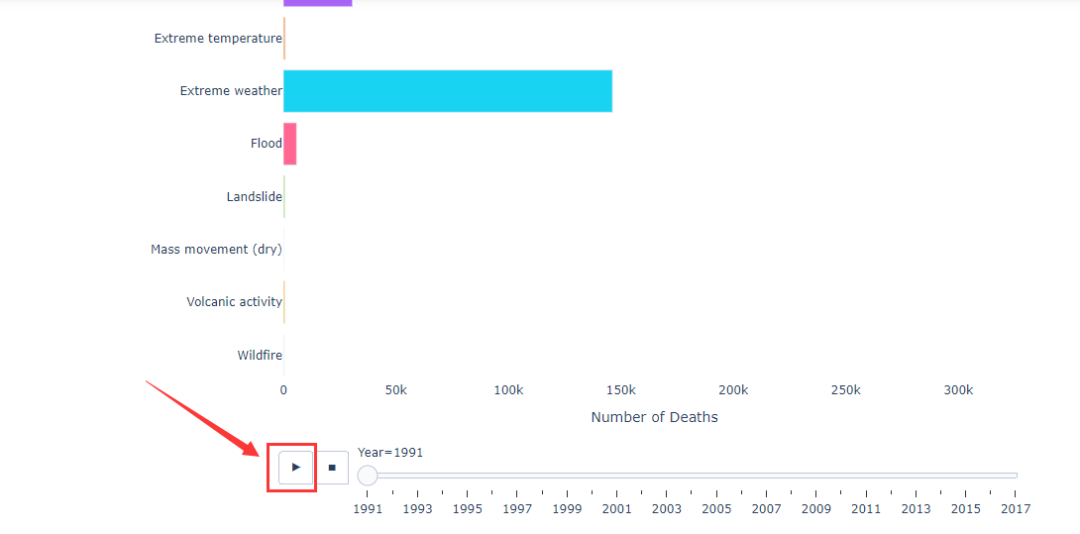 Extreme temperature
Extreme weather
Flood
Landslide
Mass movement (dry)
Volcanic activity
Wildfire
0 50k 100k 150k 200k 250k 300k
Number of Deaths
Year=1991
1991 1993 1995 1997 1999 2001 2003 2005 2007 2009 2011 2013 2015 2017